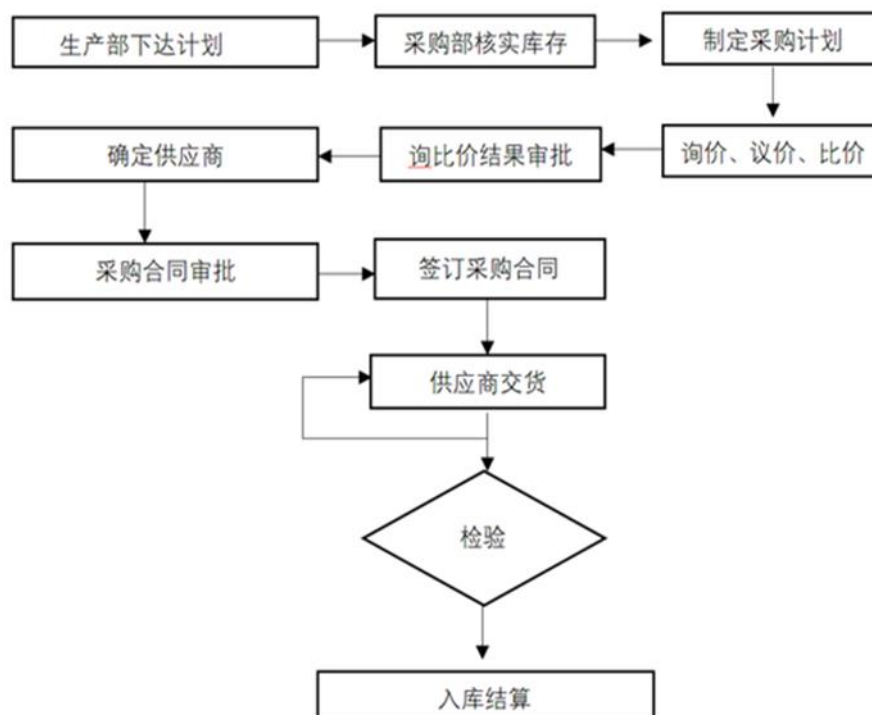 生产部下达计划
采购部核实库存
制定采购计划
询价、议价、比价
询比价结果审批
确定供应商
采购合同审批
签订采购合同
供应商交货
检验
入库结算